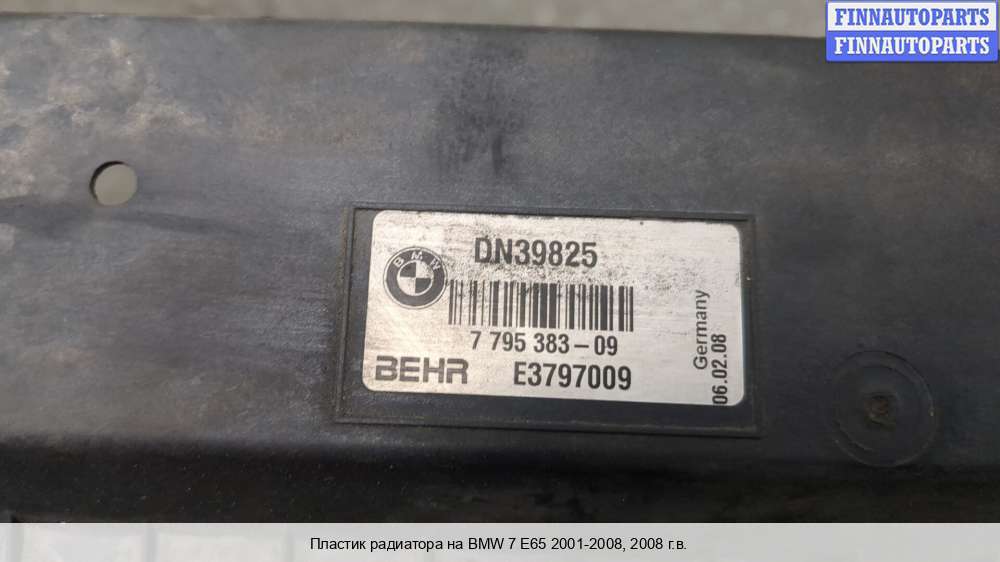 FINNAUTOPARTS
FINNAUTOPARTS
BMW
DN39825
7 795 383-09
BEHR E3797009
Germany
06.02.08
Пластик радиатора на BMW 7 E65 2001-2008, 2008 г.в.